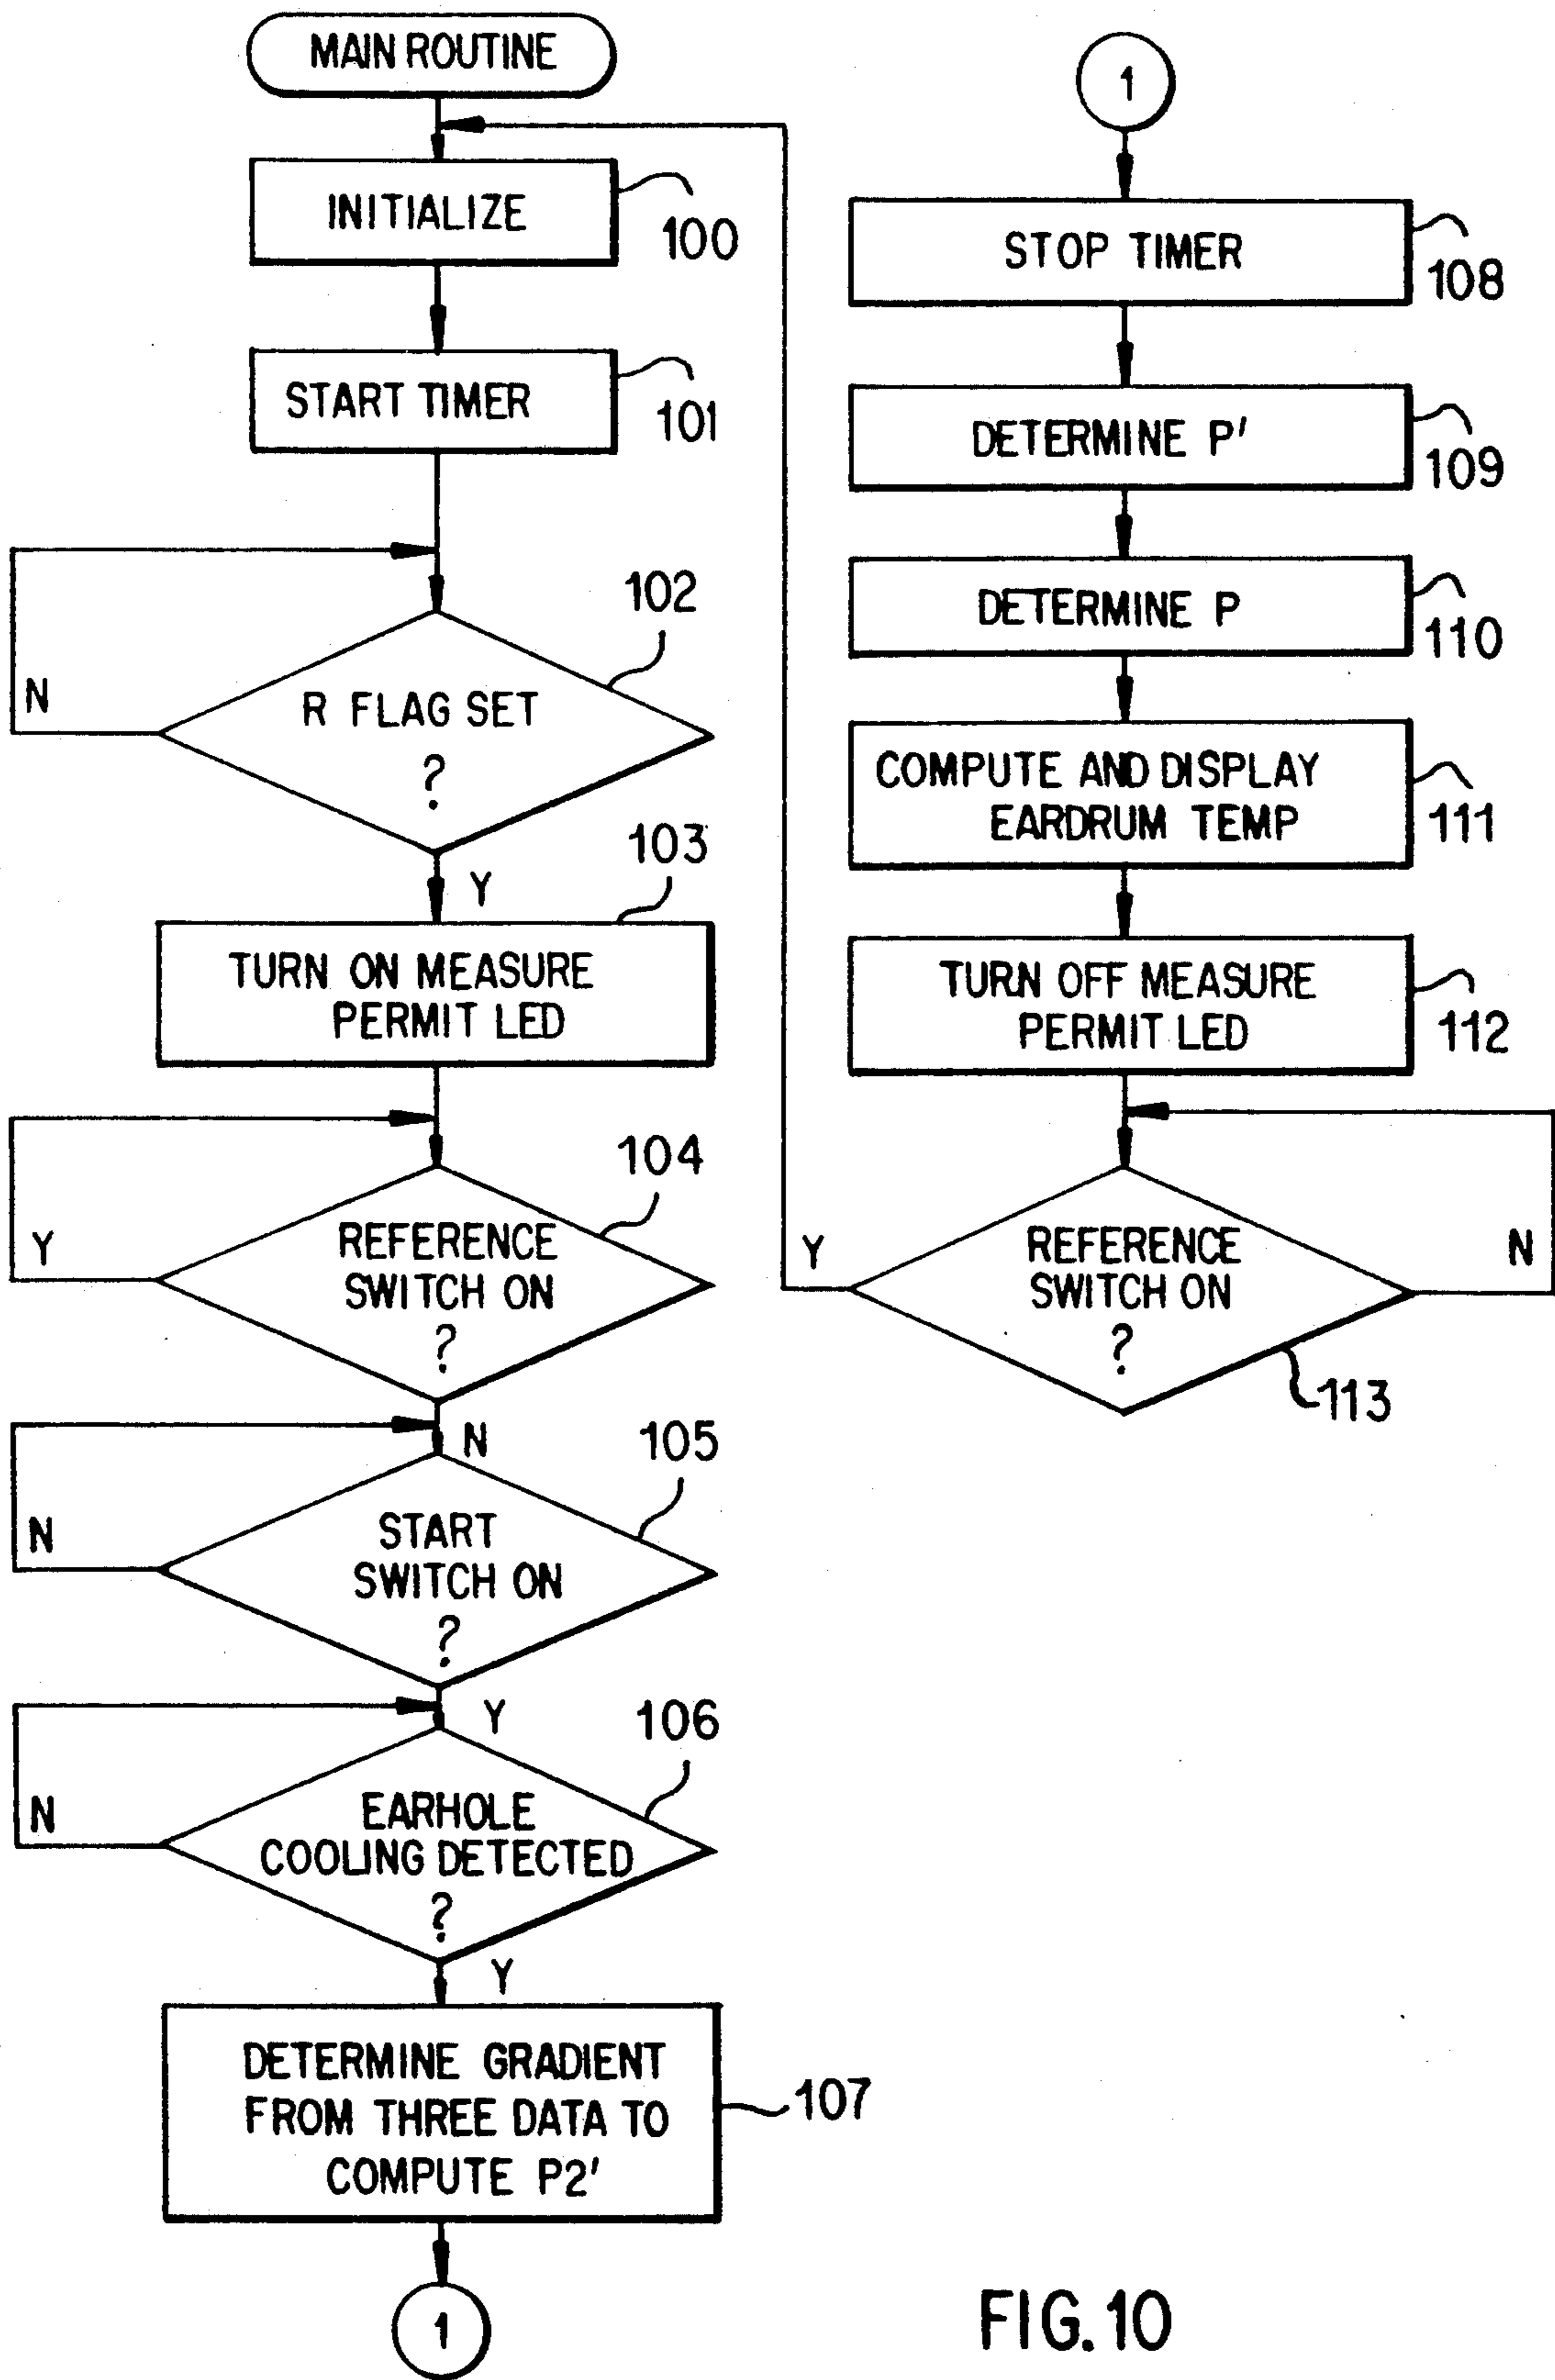 MAIN ROUTINE
INITIALIZE
100
START TIMER
101
102
R FLAG SET
?
N
Y
103
TURN ON MEASURE
PERMIT LED
104
REFERENCE
SWITCH ON
?
Y
N
105
START
SWITCH ON
?
N
Y
106
EARHOLE
COOLING DETECTED
?
N
Y
DETERMINE GRADIENT
FROM THREE DATA TO
COMPUTE P2'
107
1
1
STOP TIMER
108
DETERMINE P'
109
DETERMINE P
110
COMPUTE AND DISPLAY
EARDRUM TEMP
111
TURN OFF MEASURE
PERMIT LED
112
REFERENCE
SWITCH ON
?
Y
N
113
FIG. 10